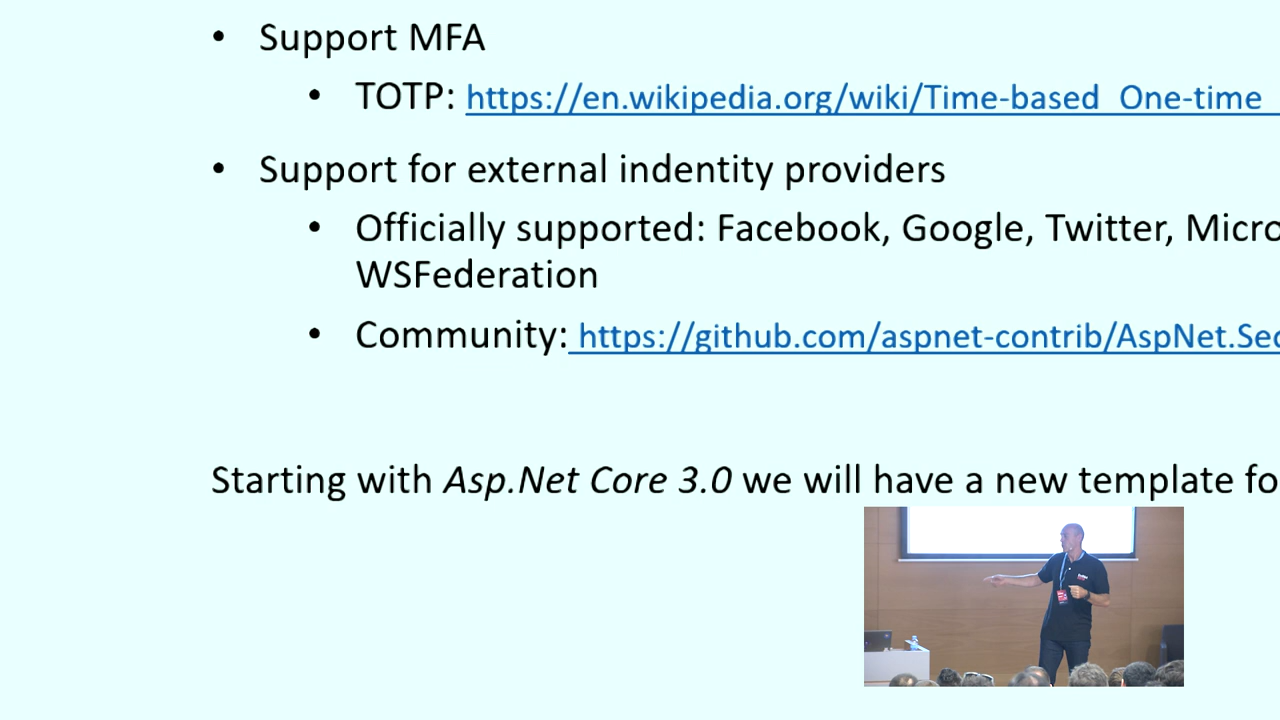 • Support MFA
• TOTP: https://en.wikipedia.org/wiki/Time-based_One-time_
• Support for external indentity providers
• Officially supported: Facebook, Google, Twitter, Micro
WSFederation
• Community: https://github.com/aspnet-contrib/AspNet.Sec
Starting with Asp.Net Core 3.0 we will have a new template fo